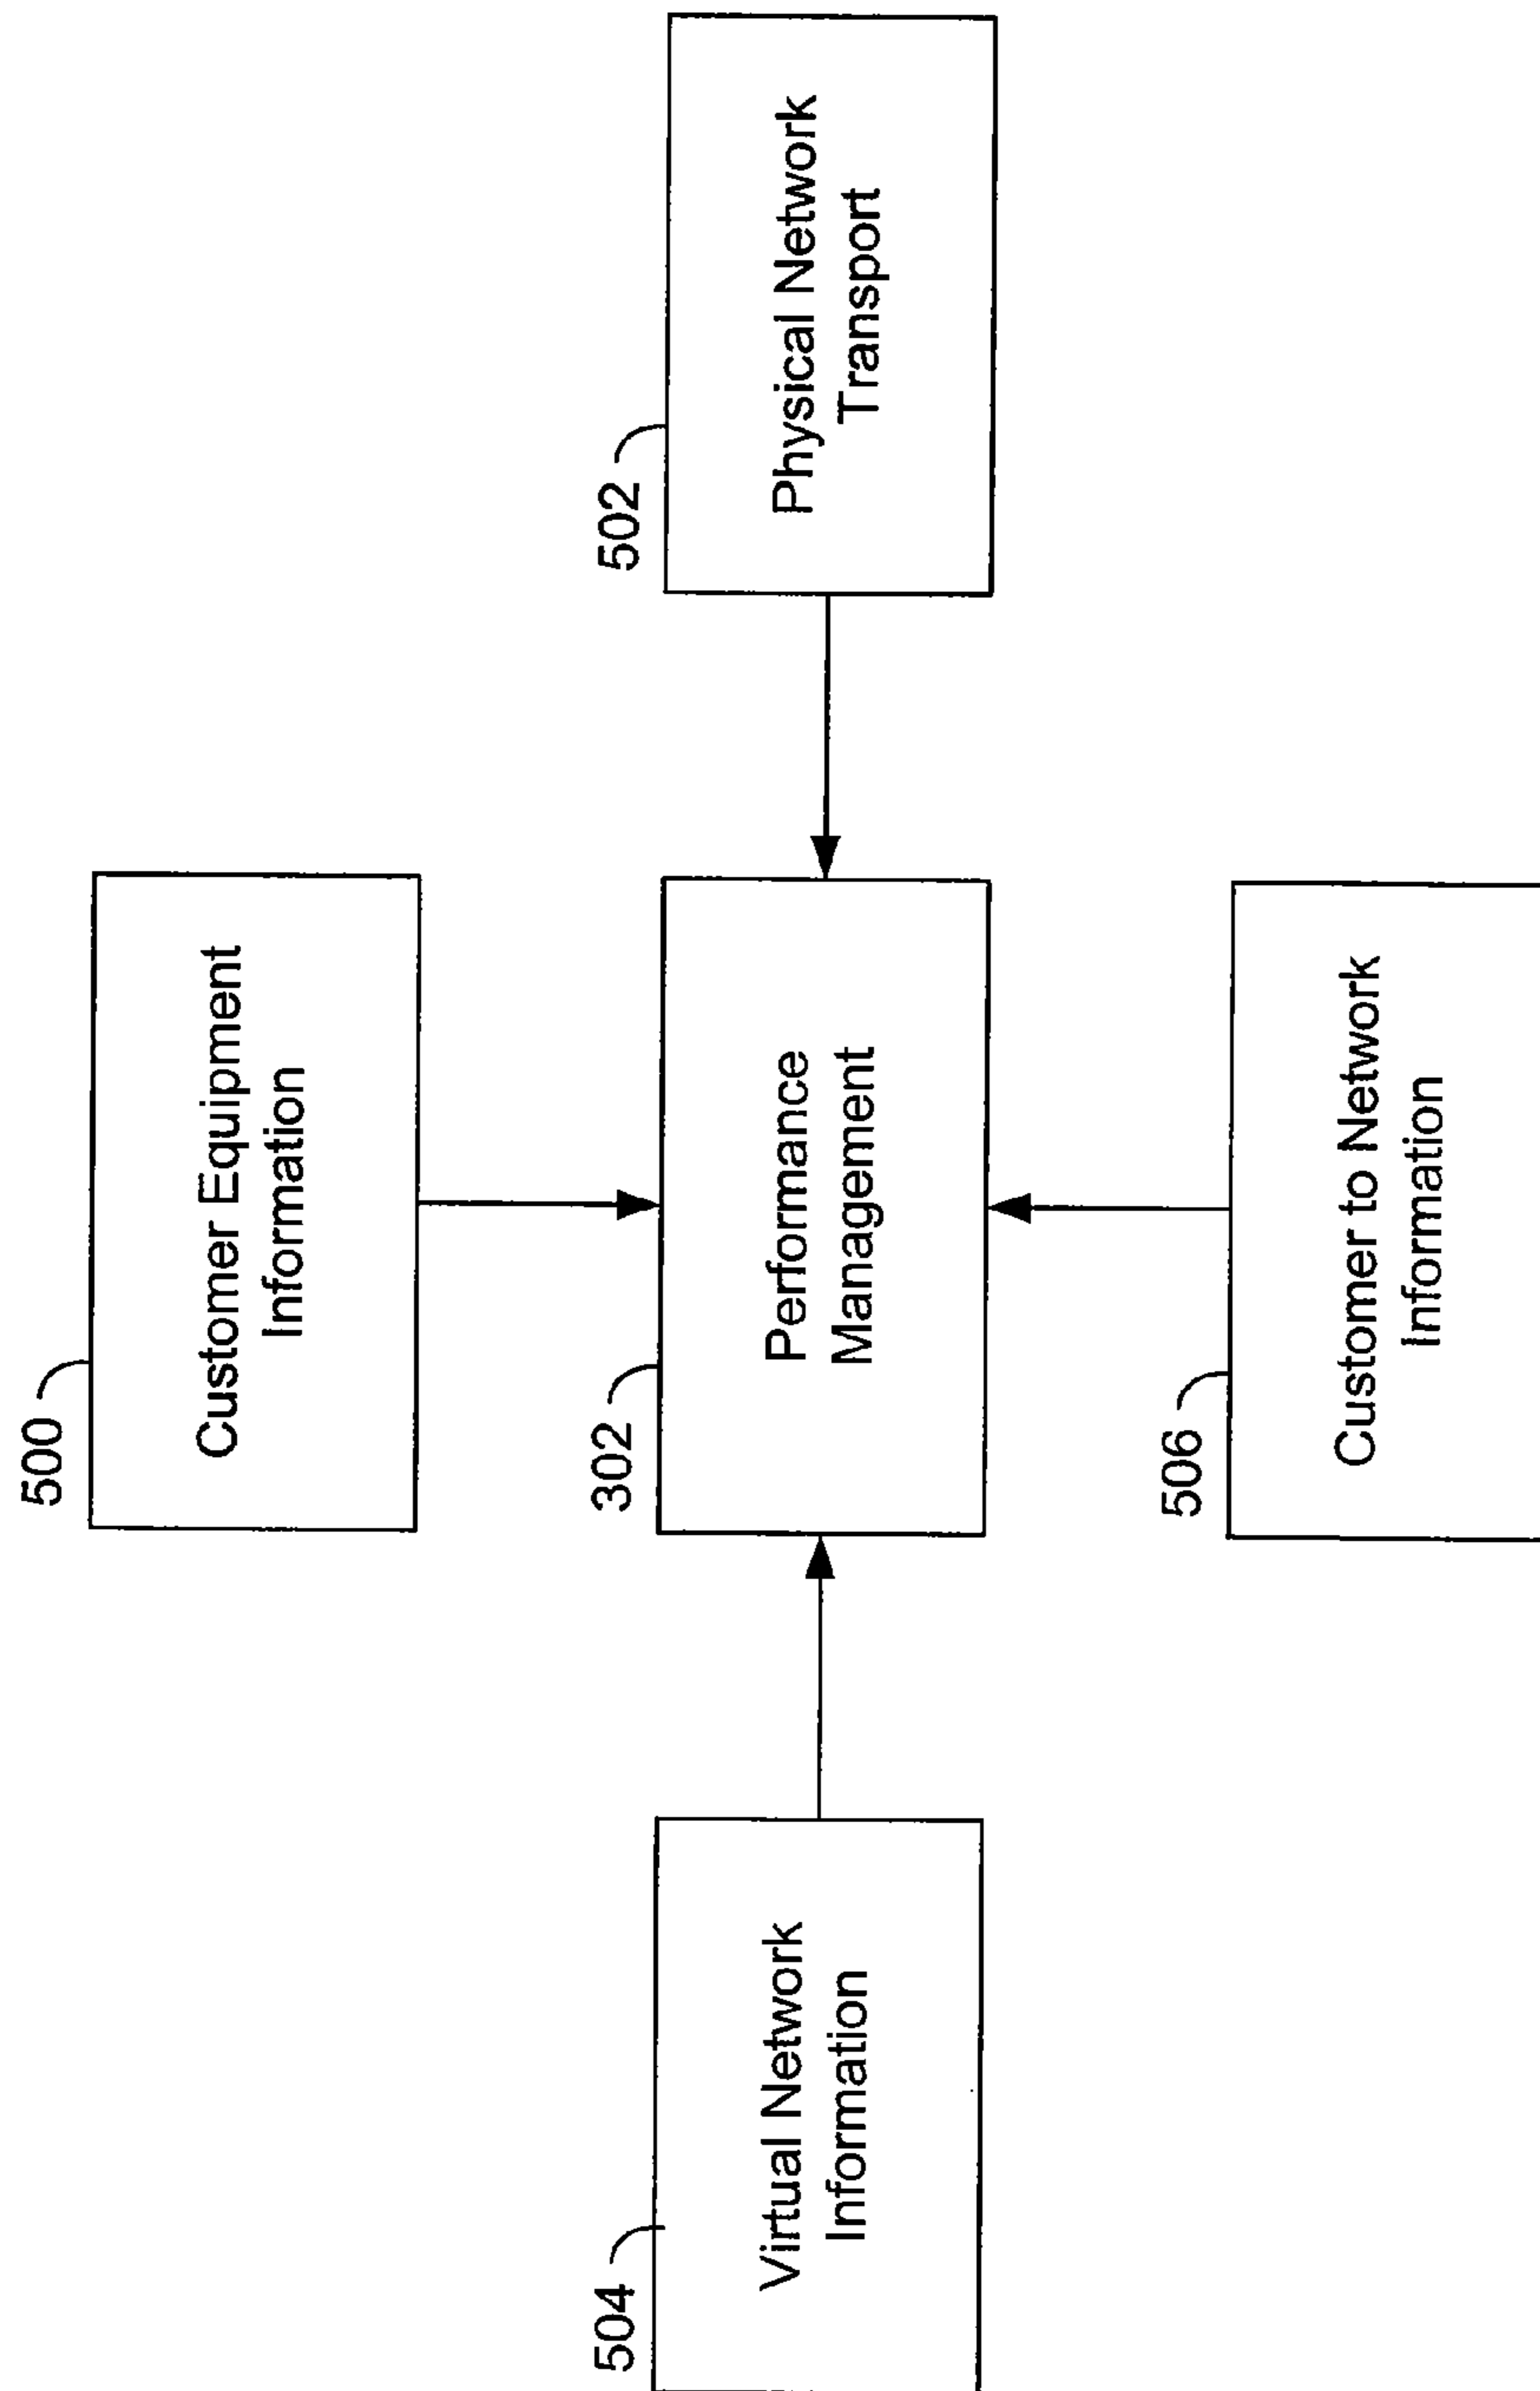 500
Customer Equipment
Information
504
Virtual Network
Information
302
Performance
Management
502
Physical Network
Transport
506
Customer to Network
Information